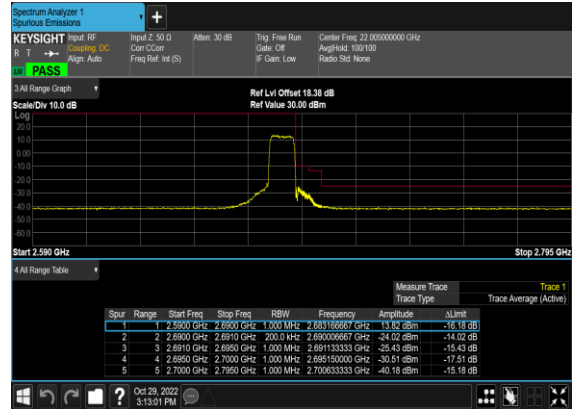 Spectrum Analyzer 1
Spurious Emissions
+
KEYSIGHT Input: RF Input Z: 50 Ω Atten: 30 dB Trig: Free Run Center Freq: 22.005000000 GHz
R T Coupling: DC Corr CCorr Gate: Off Avg|Hold: 100/100
Align: Auto Freq Ref: Int (S) IF Gain: Low Radio Std: None
PASS
3 All Range Graph
Ref Lvl Offset 18.38 dB
Scale/Div 10.0 dB Ref Value 30.00 dBm
Log
20.0
10.0
0.00
-10.0
-20.0
-30.0
-40.0
-50.0
-60.0
Start 2.590 GHz Stop 2.795 GHz
4 All Range Table
Measure Trace Trace 1
Trace Type Trace Average (Active)
Spur Range Start Freq Stop Freq RBW Frequency Amplitude ΔLimit
1 1 2.5900 GHz 2.6900 GHz 1.000 MHz 2.683166667 GHz 13.82 dBm -16.18 dB
2 2 2.6900 GHz 2.6910 GHz 200.0 kHz 2.690006667 GHz -24.02 dBm -14.02 dB
3 3 2.6910 GHz 2.6950 GHz 1.000 MHz 2.691133333 GHz -25.43 dBm -15.43 dB
4 4 2.6950 GHz 2.7000 GHz 1.000 MHz 2.695150000 GHz -30.51 dBm -17.51 dB
5 5 2.7000 GHz 2.7950 GHz 1.000 MHz 2.700633333 GHz -40.18 dBm -15.18 dB
? Oct 29, 2022
3:13:01 PM